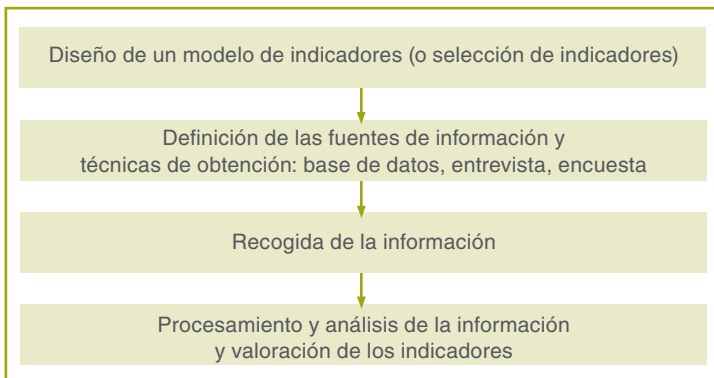 Diseño de un modelo de indicadores (o selección de indicadores)
Definición de las fuentes de información y
técnicas de obtención: base de datos, entrevista, encuesta
Recogida de la información
Procesamiento y análisis de la información
y valoración de los indicadores